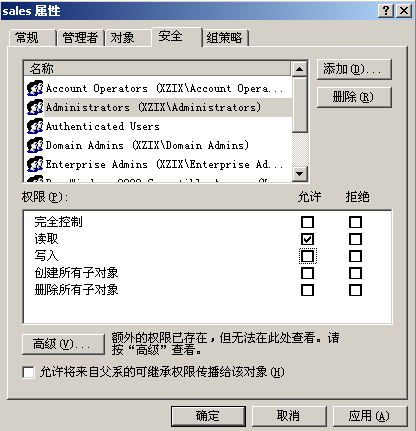 sales 属性
常规 管理者 对象 安全 组策略
名称
Account Operators (XZIX\Account Opera...
Administrators (XZIX\Administrators)
Authenticated Users
Domain Admins (XZIX\Domain Admins)
Enterprise Admins (XZIX\Enterprise Ad...
添加(D)...
删除(R)
权限(P): 允许 拒绝
完全控制
读取
写入
创建所有子对象
删除所有子对象
高级(V)...
额外的权限已存在,但无法在此处查看。请
按“高级”查看。
允许将来自父系的可继承权限传播给该对象(H)
确定 取消 应用(A)